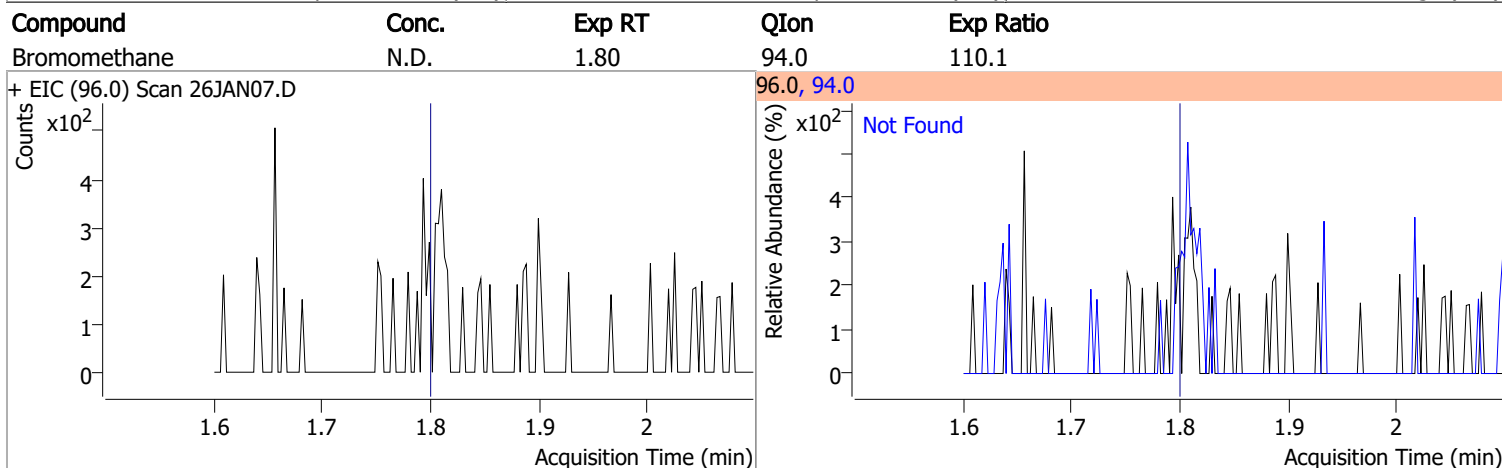 Compound Conc. Exp RT QIon Exp Ratio
Bromomethane N.D. 1.80 94.0 110.1
+ EIC (96.0) Scan 26JAN07.D
Counts
x10²
4
3
2
1
0
1.6 1.7 1.8 1.9 2
Acquisition Time (min)
96.0, 94.0
Relative Abundance (%)
x10²
Not Found
4
3
2
1
0
1.6 1.7 1.8 1.9 2
Acquisition Time (min)